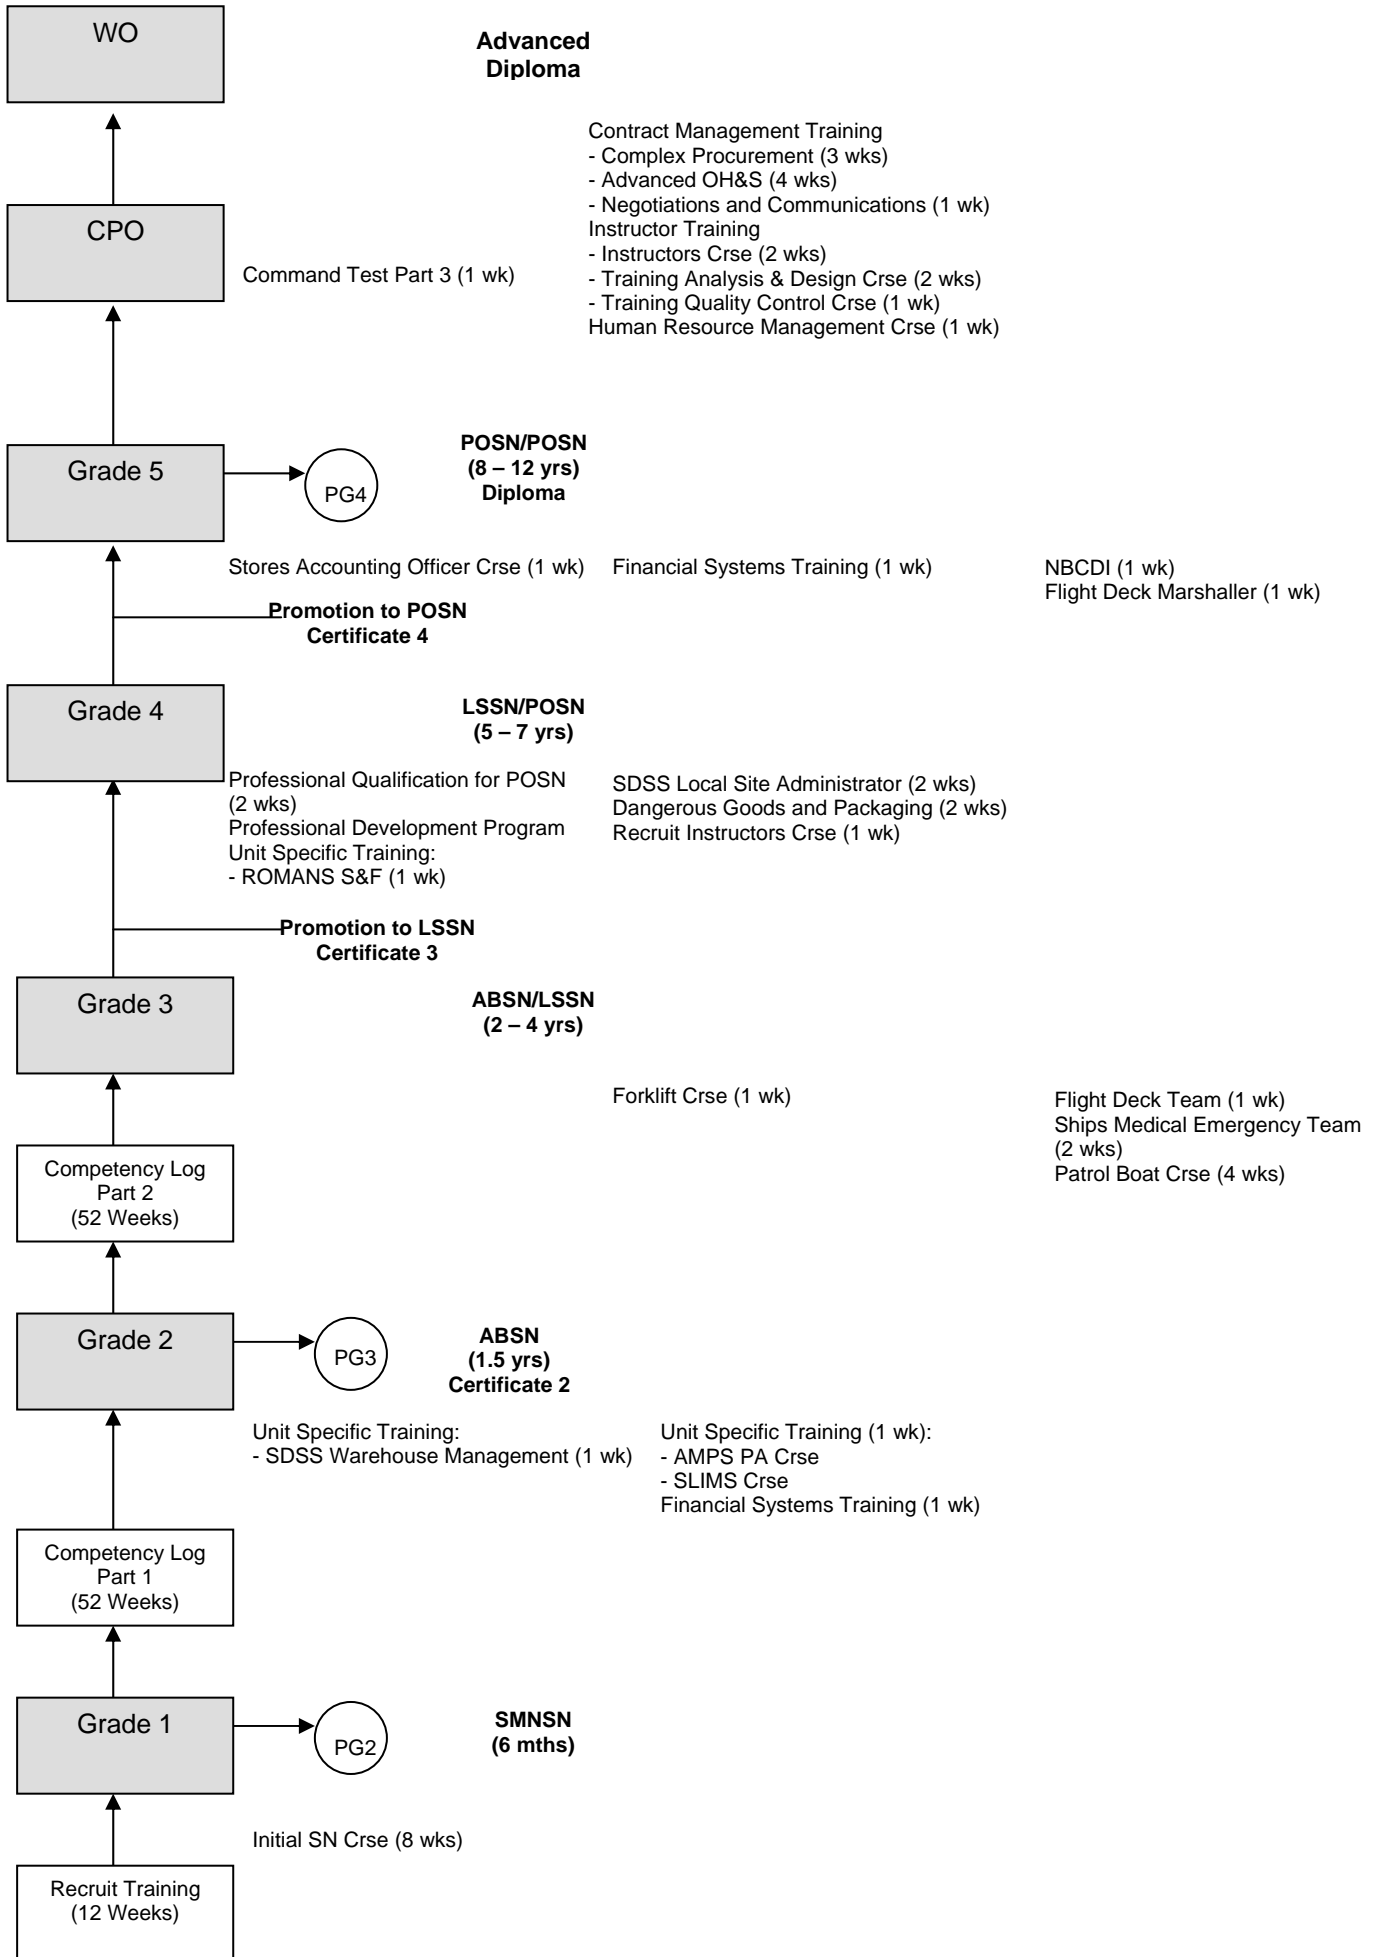 WO
Advanced
Diploma
Contract Management Training
- Complex Procurement (3 wks)
- Advanced OH&S (4 wks)
- Negotiations and Communications (1 wk)
Instructor Training
- Instructors Crse (2 wks)
- Training Analysis & Design Crse (2 wks)
- Training Quality Control Crse (1 wk)
Human Resource Management Crse (1 wk)
CPO
Command Test Part 3 (1 wk)
Grade 5
PG4
POSN/POSN
(8 – 12 yrs)
Diploma
Stores Accounting Officer Crse (1 wk)
Financial Systems Training (1 wk)
NBCDI (1 wk)
Flight Deck Marshaller (1 wk)
Promotion to POSN
Certificate 4
Grade 4
LSSN/POSN
(5 – 7 yrs)
Professional Qualification for POSN
(2 wks)
Professional Development Program
Unit Specific Training:
- ROMANS S&F (1 wk)
SDSS Local Site Administrator (2 wks)
Dangerous Goods and Packaging (2 wks)
Recruit Instructors Crse (1 wk)
Promotion to LSSN
Certificate 3
Grade 3
ABSN/LSSN
(2 – 4 yrs)
Forklift Crse (1 wk)
Flight Deck Team (1 wk)
Ships Medical Emergency Team
(2 wks)
Patrol Boat Crse (4 wks)
Competency Log
Part 2
(52 Weeks)
Grade 2
PG3
ABSN
(1.5 yrs)
Certificate 2
Unit Specific Training:
- SDSS Warehouse Management (1 wk)
Unit Specific Training (1 wk):
- AMPS PA Crse
- SLIMS Crse
Financial Systems Training (1 wk)
Competency Log
Part 1
(52 Weeks)
Grade 1
PG2
SMNSN
(6 mths)
Initial SN Crse (8 wks)
Recruit Training
(12 Weeks)